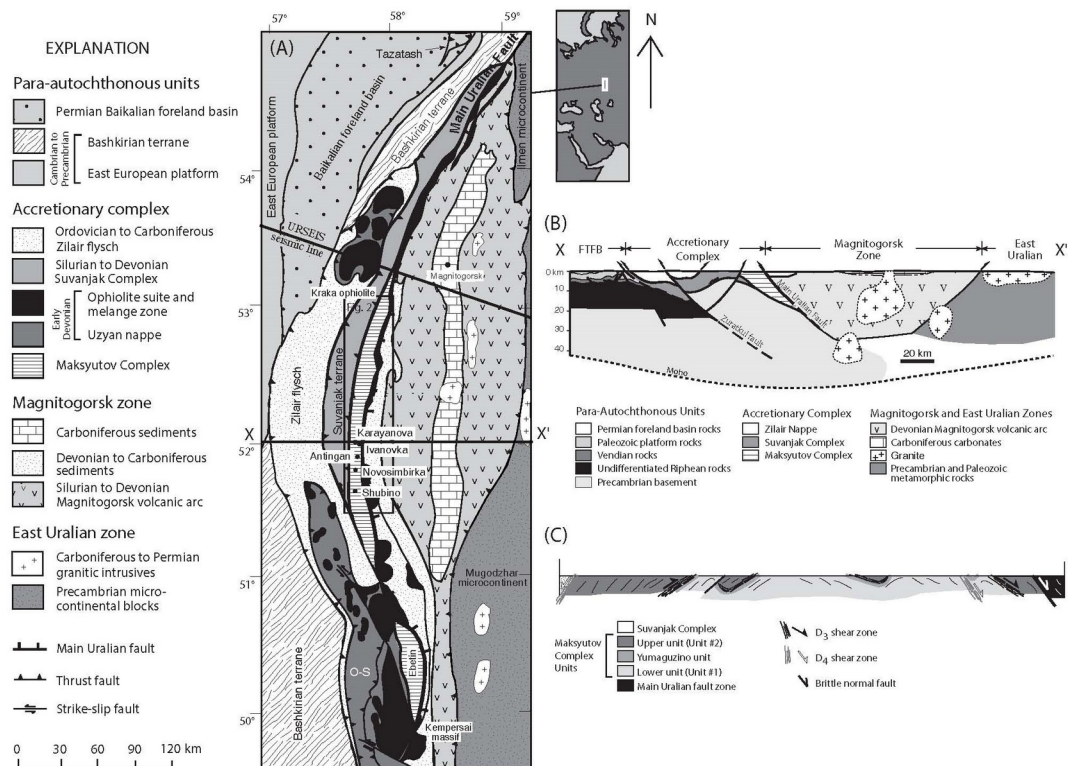 EXPLANATION
Para-autochthonous units
Permian Baikalian foreland basin
Cambrian to
Precambrian
Bashkirian terrane
East European platform
Accretionary complex
Ordovician to Carboniferous
Zilair flysch
Silurian to Devonian
Suvanjak Complex
Early
Devonian
Ophiolite suite and
melange zone
Uzyan nappe
Maksyutov Complex
Magnitogorsk zone
Carboniferous sediments
Devonian to Carboniferous
sediments
Silurian to Devonian
Magnitogorsk volcanic arc
East Uralian zone
Carboniferous to Permian
granitic intrusives
Precambrian micro-
continental blocks
Main Uralian fault
Thrust fault
Strike-slip fault
0 30 60 90 120 km
57° 58° 59°
(A)
Tazatash
East European platform
Baikalian foreland basin
Bashkirian terrane
Main Uralian Fault
Ilmen microcontinent
54°
URSEIS
seismic line
Magnitogorsk
Kraka ophiolite
Fig. 2
53°
Zilair flysch
Suvanjak terrane
X X'
Karayanova
52°
Antingan
Ivanovka
Novosimbirka
Shubino
51°
Mugodzhar
microcontinent
Bashkirian terrane
O-S
Ebetin
50°
Kempersai
massif
N
(B)
X FTFB
Accretionary
Complex
Magnitogorsk
Zone
East
Uralian
X'
0 km
10
20
30
40
Main Uralian Fault
Zuratkul fault
Moho
20 km
Para-Autochthonous Units
Permian foreland basin rocks
Paleozoic platform rocks
Vendian rocks
Undifferentiated Riphean rocks
Precambrian basement
Accretionary Complex
Zilair Nappe
Suvanjak Complex
Maksyutov Complex
Magnitogorsk and East Uralian Zones
Devonian Magnitogorsk volcanic arc
Carboniferous carbonates
Granite
Precambrian and Paleozoic
metamorphic rocks
(C)
Maksyutov
Complex
Units
Suvanjak Complex
Upper unit (Unit #2)
Yumaguzino unit
Lower unit (Unit #1)
Main Uralian fault zone
D3 shear zone
D4 shear zone
Brittle normal fault